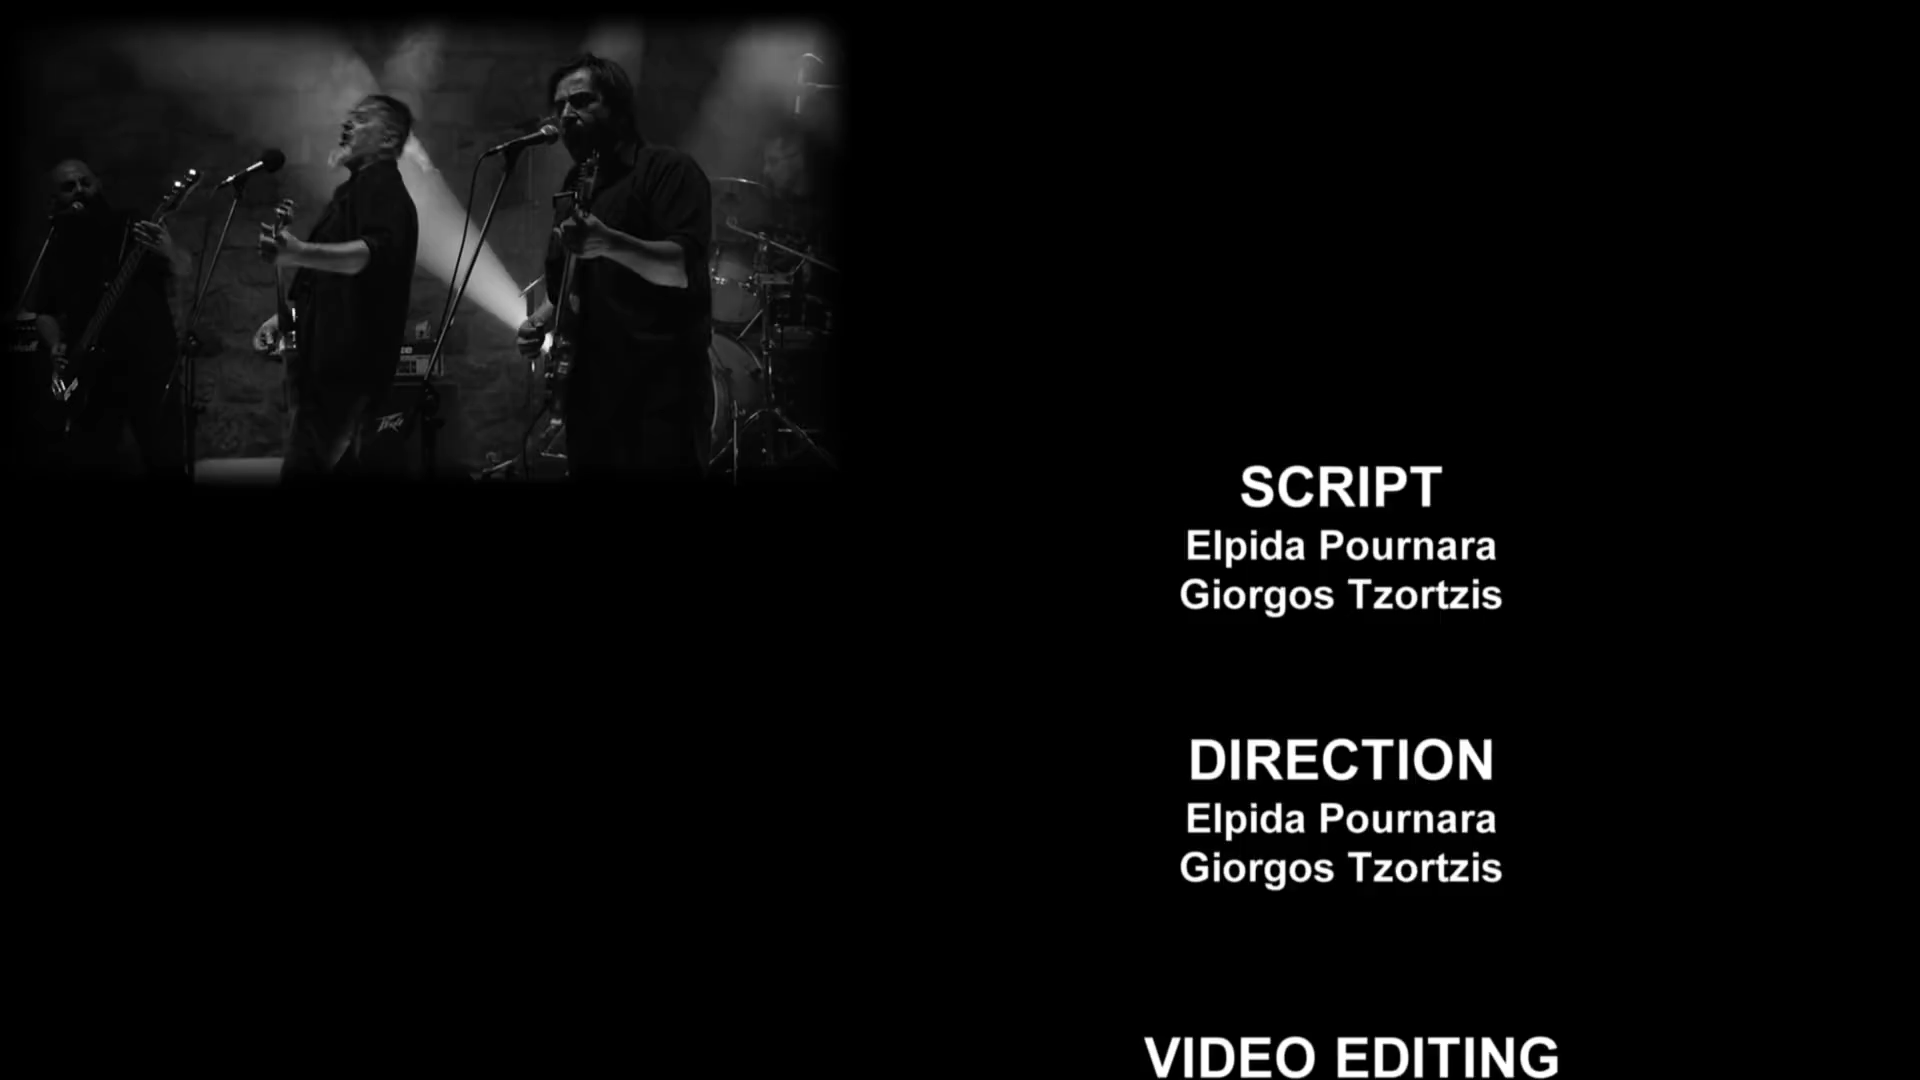 SCRIPT
Elpida Pournara
Giorgos Tzortzis
DIRECTION
Elpida Pournara
Giorgos Tzortzis
VIDEO EDITING